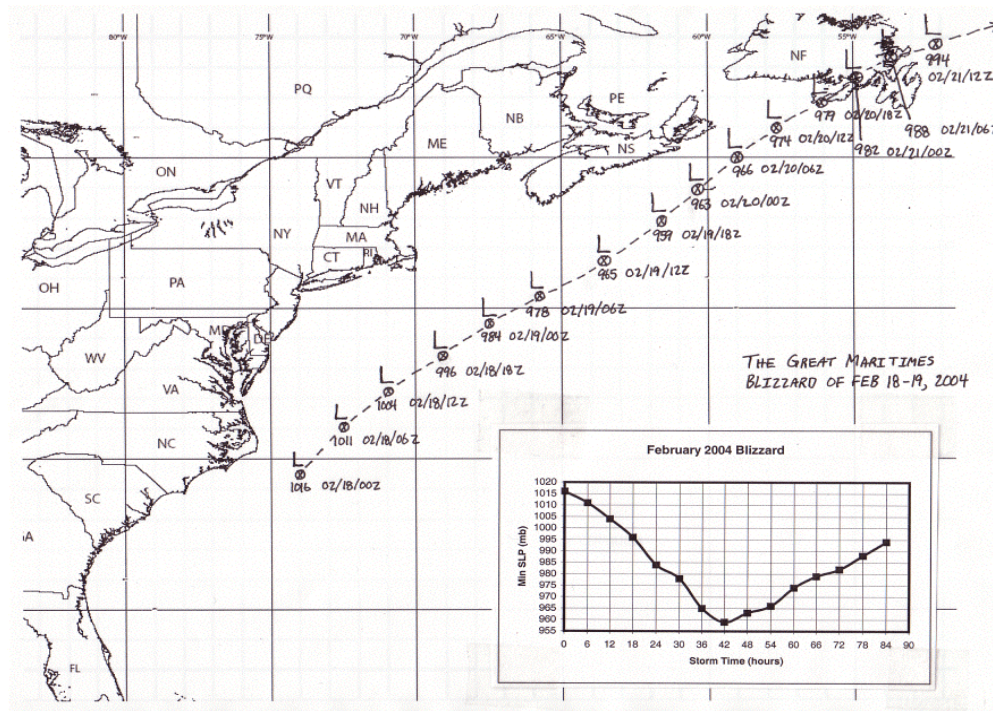 80°W 75°W 70°W 65°W 60°W 55°W
NF
994
02/21/12Z
PQ
PE
NB
979 02/20/18Z
988 02/21/06Z
974 02/20/12Z
982 02/21/00Z
ME
NS
966 02/20/06Z
ON
VT
963 02/20/00Z
NH
959 02/19/18Z
NY
MA
CT
RI
965 02/19/12Z
OH
PA
978 02/19/06Z
MD
DE
984 02/19/00Z
WV
996 02/18/18Z
THE GREAT MARITIMES
BLIZZARD OF FEB 18-19, 2004
VA
1004 02/18/12Z
NC
1011 02/18/06Z
1016 02/18/00Z
L L L L L L L L L L L L
SC
FL
February 2004 Blizzard
Min SLP (mb)
1020
1015
1010
1005
1000
995
990
985
980
975
970
965
960
955
0 6 12 18 24 30 36 42 48 54 60 66 72 78 84 90
Storm Time (hours)